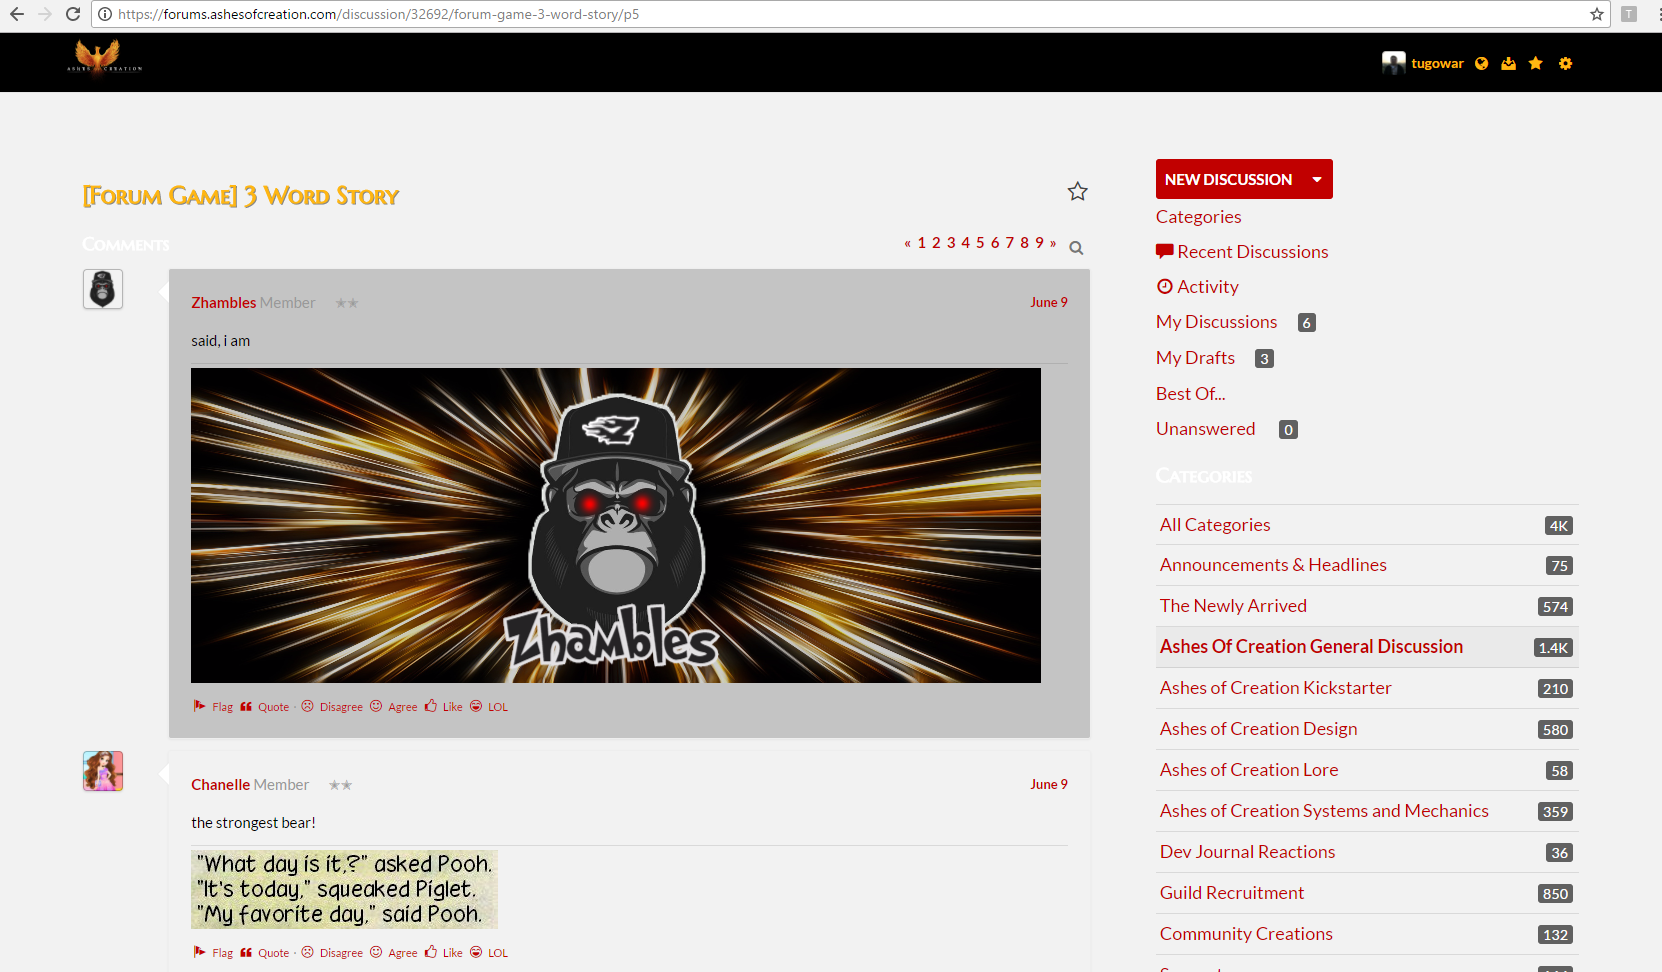 https://forums.ashesofcreation.com/discussion/32692/forum-game-3-word-story/p5
T
ASHES OF CREATION
tugowar
[Forum Game] 3 Word Story
Comments
« 1 2 3 4 5 6 7 8 9 »
Zhambles Member ★★ June 9
said, i am
Zhambles
Flag Quote · Disagree Agree Like LOL
Chanelle Member ★★ June 9
the strongest bear!
"What day is it,?" asked Pooh.
"It's today," squeaked Piglet.
"My favorite day," said Pooh.
Flag Quote · Disagree Agree Like LOL
NEW DISCUSSION
Categories
Recent Discussions
Activity
My Discussions 6
My Drafts 3
Best Of...
Unanswered 0
Categories
All Categories 4K
Announcements & Headlines 75
The Newly Arrived 574
Ashes Of Creation General Discussion 1.4K
Ashes of Creation Kickstarter 210
Ashes of Creation Design 580
Ashes of Creation Lore 58
Ashes of Creation Systems and Mechanics 359
Dev Journal Reactions 36
Guild Recruitment 850
Community Creations 132